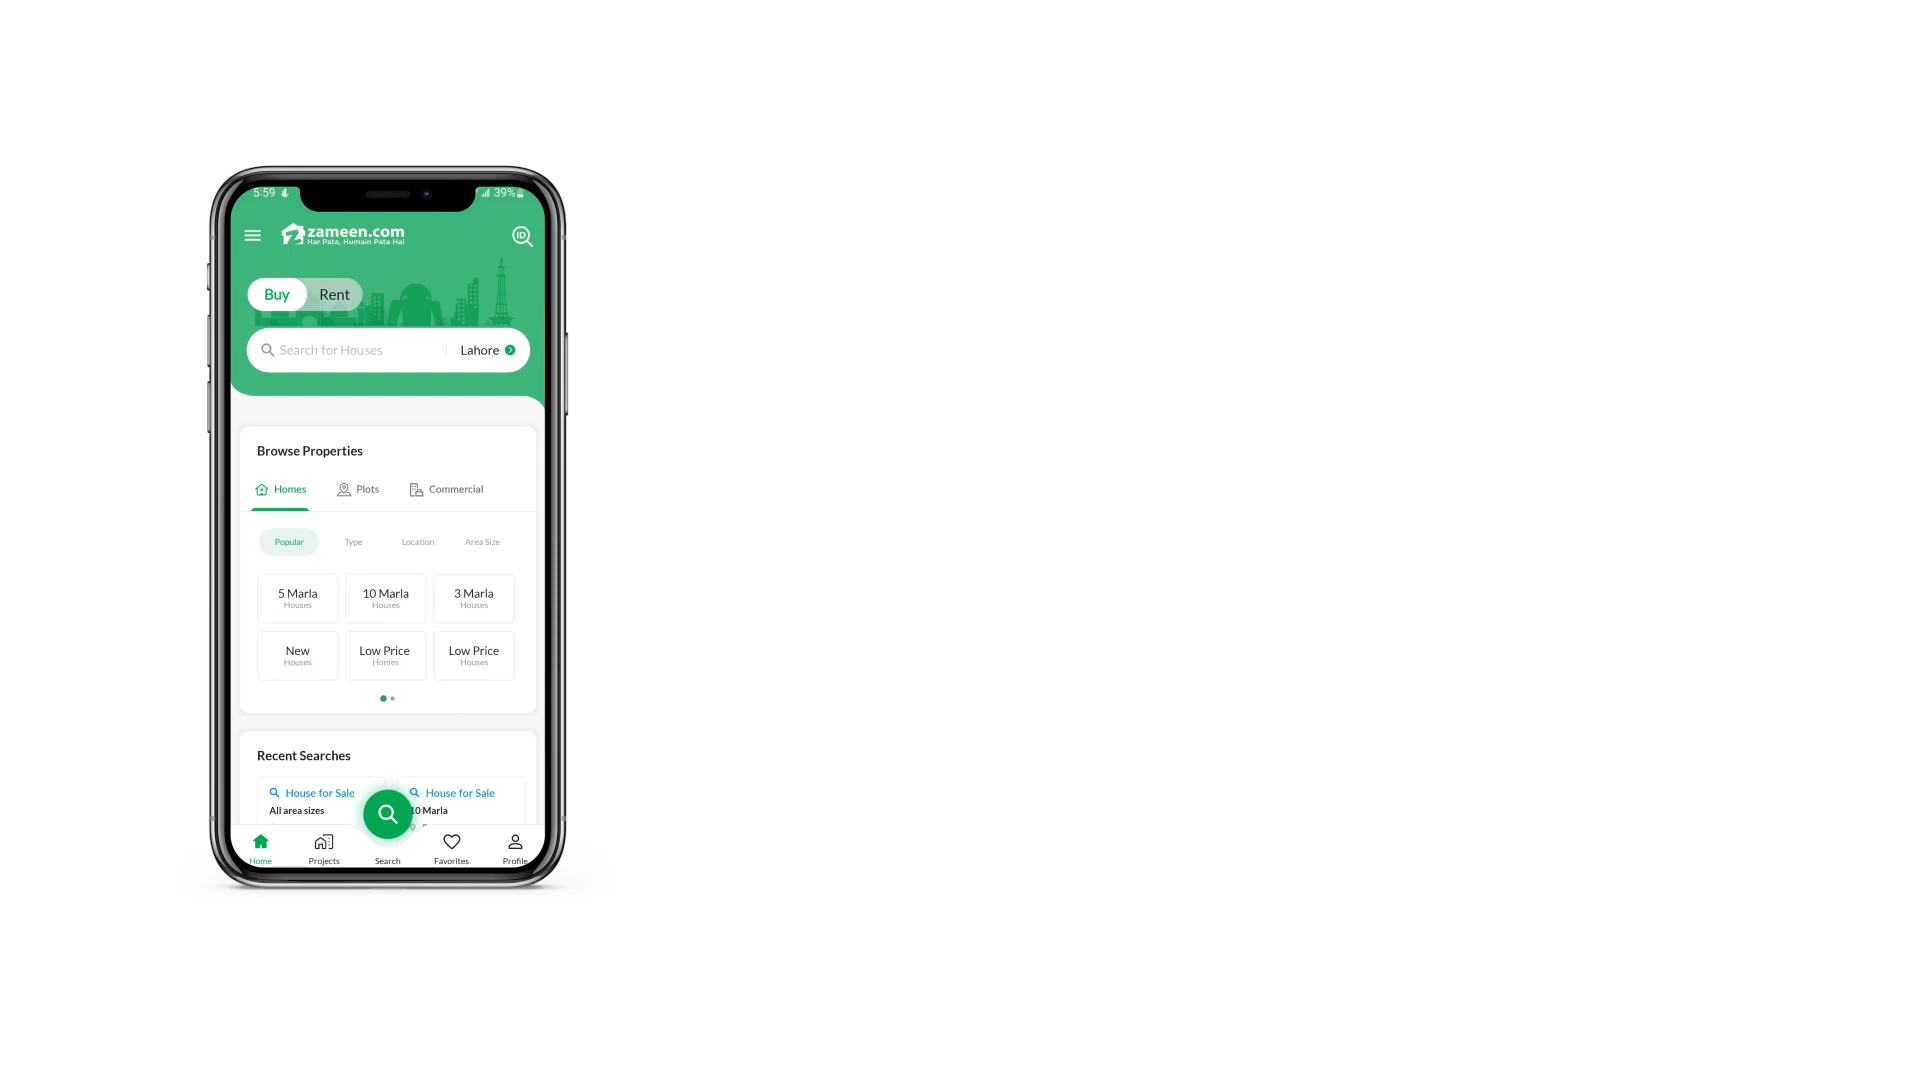 5:59
39%
zameen.com
Har Pata, Humain Pata Hai
ID
Buy Rent
Search for Houses Lahore
Browse Properties
Homes Plots Commercial
Popular Type Location Area Size
5 Marla 10 Marla 3 Marla
Houses Houses Houses
New Low Price Low Price
Houses Homes Houses
Recent Searches
House for Sale House for Sale
All area sizes 10 Marla
Home Projects Search Favorites Profile